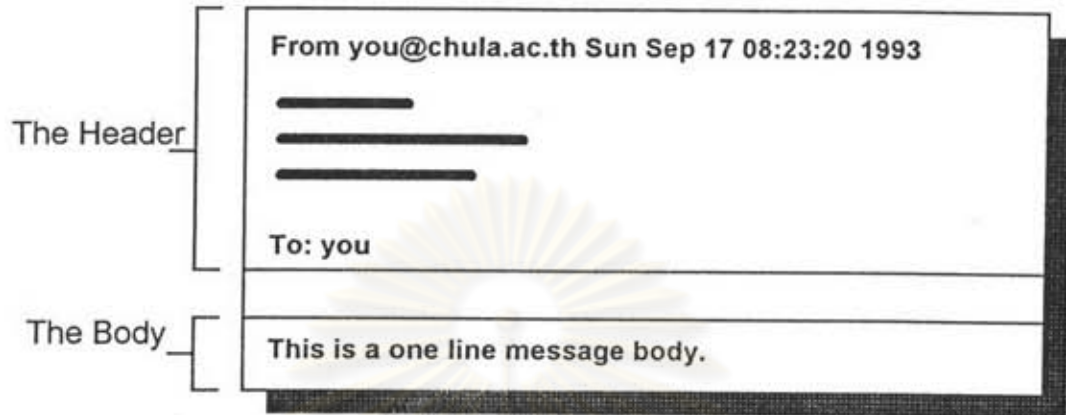 From you@chula.ac.th Sun Sep 17 08:23:20 1993
The Header
To: you
The Body
This is a one line message body.